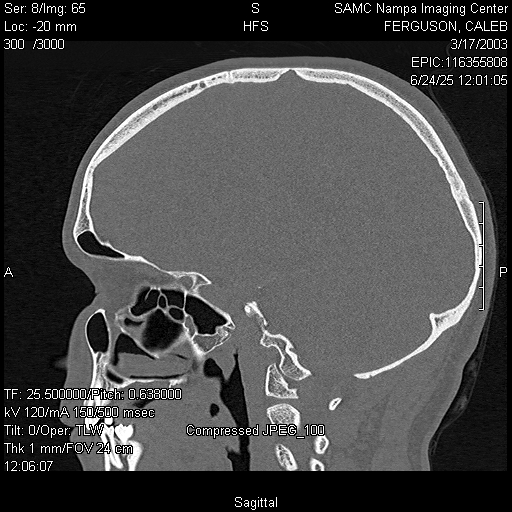 Ser: 8/Img: 65
Loc: -20 mm
300 /3000
S
HFS
SAMC Nampa Imaging Center
FERGUSON, CALEB
3/17/2003
EPIC:116355808
6/24/25 12:01:05
A
P
TF: 25.500000/Pitch: 0.638000
kV 120/mA 150/500 msec
Tilt: 0/Oper: TLW
Compressed JPEG_100
Thk 1 mm/FOV 24 cm
12:06:07
Sagittal